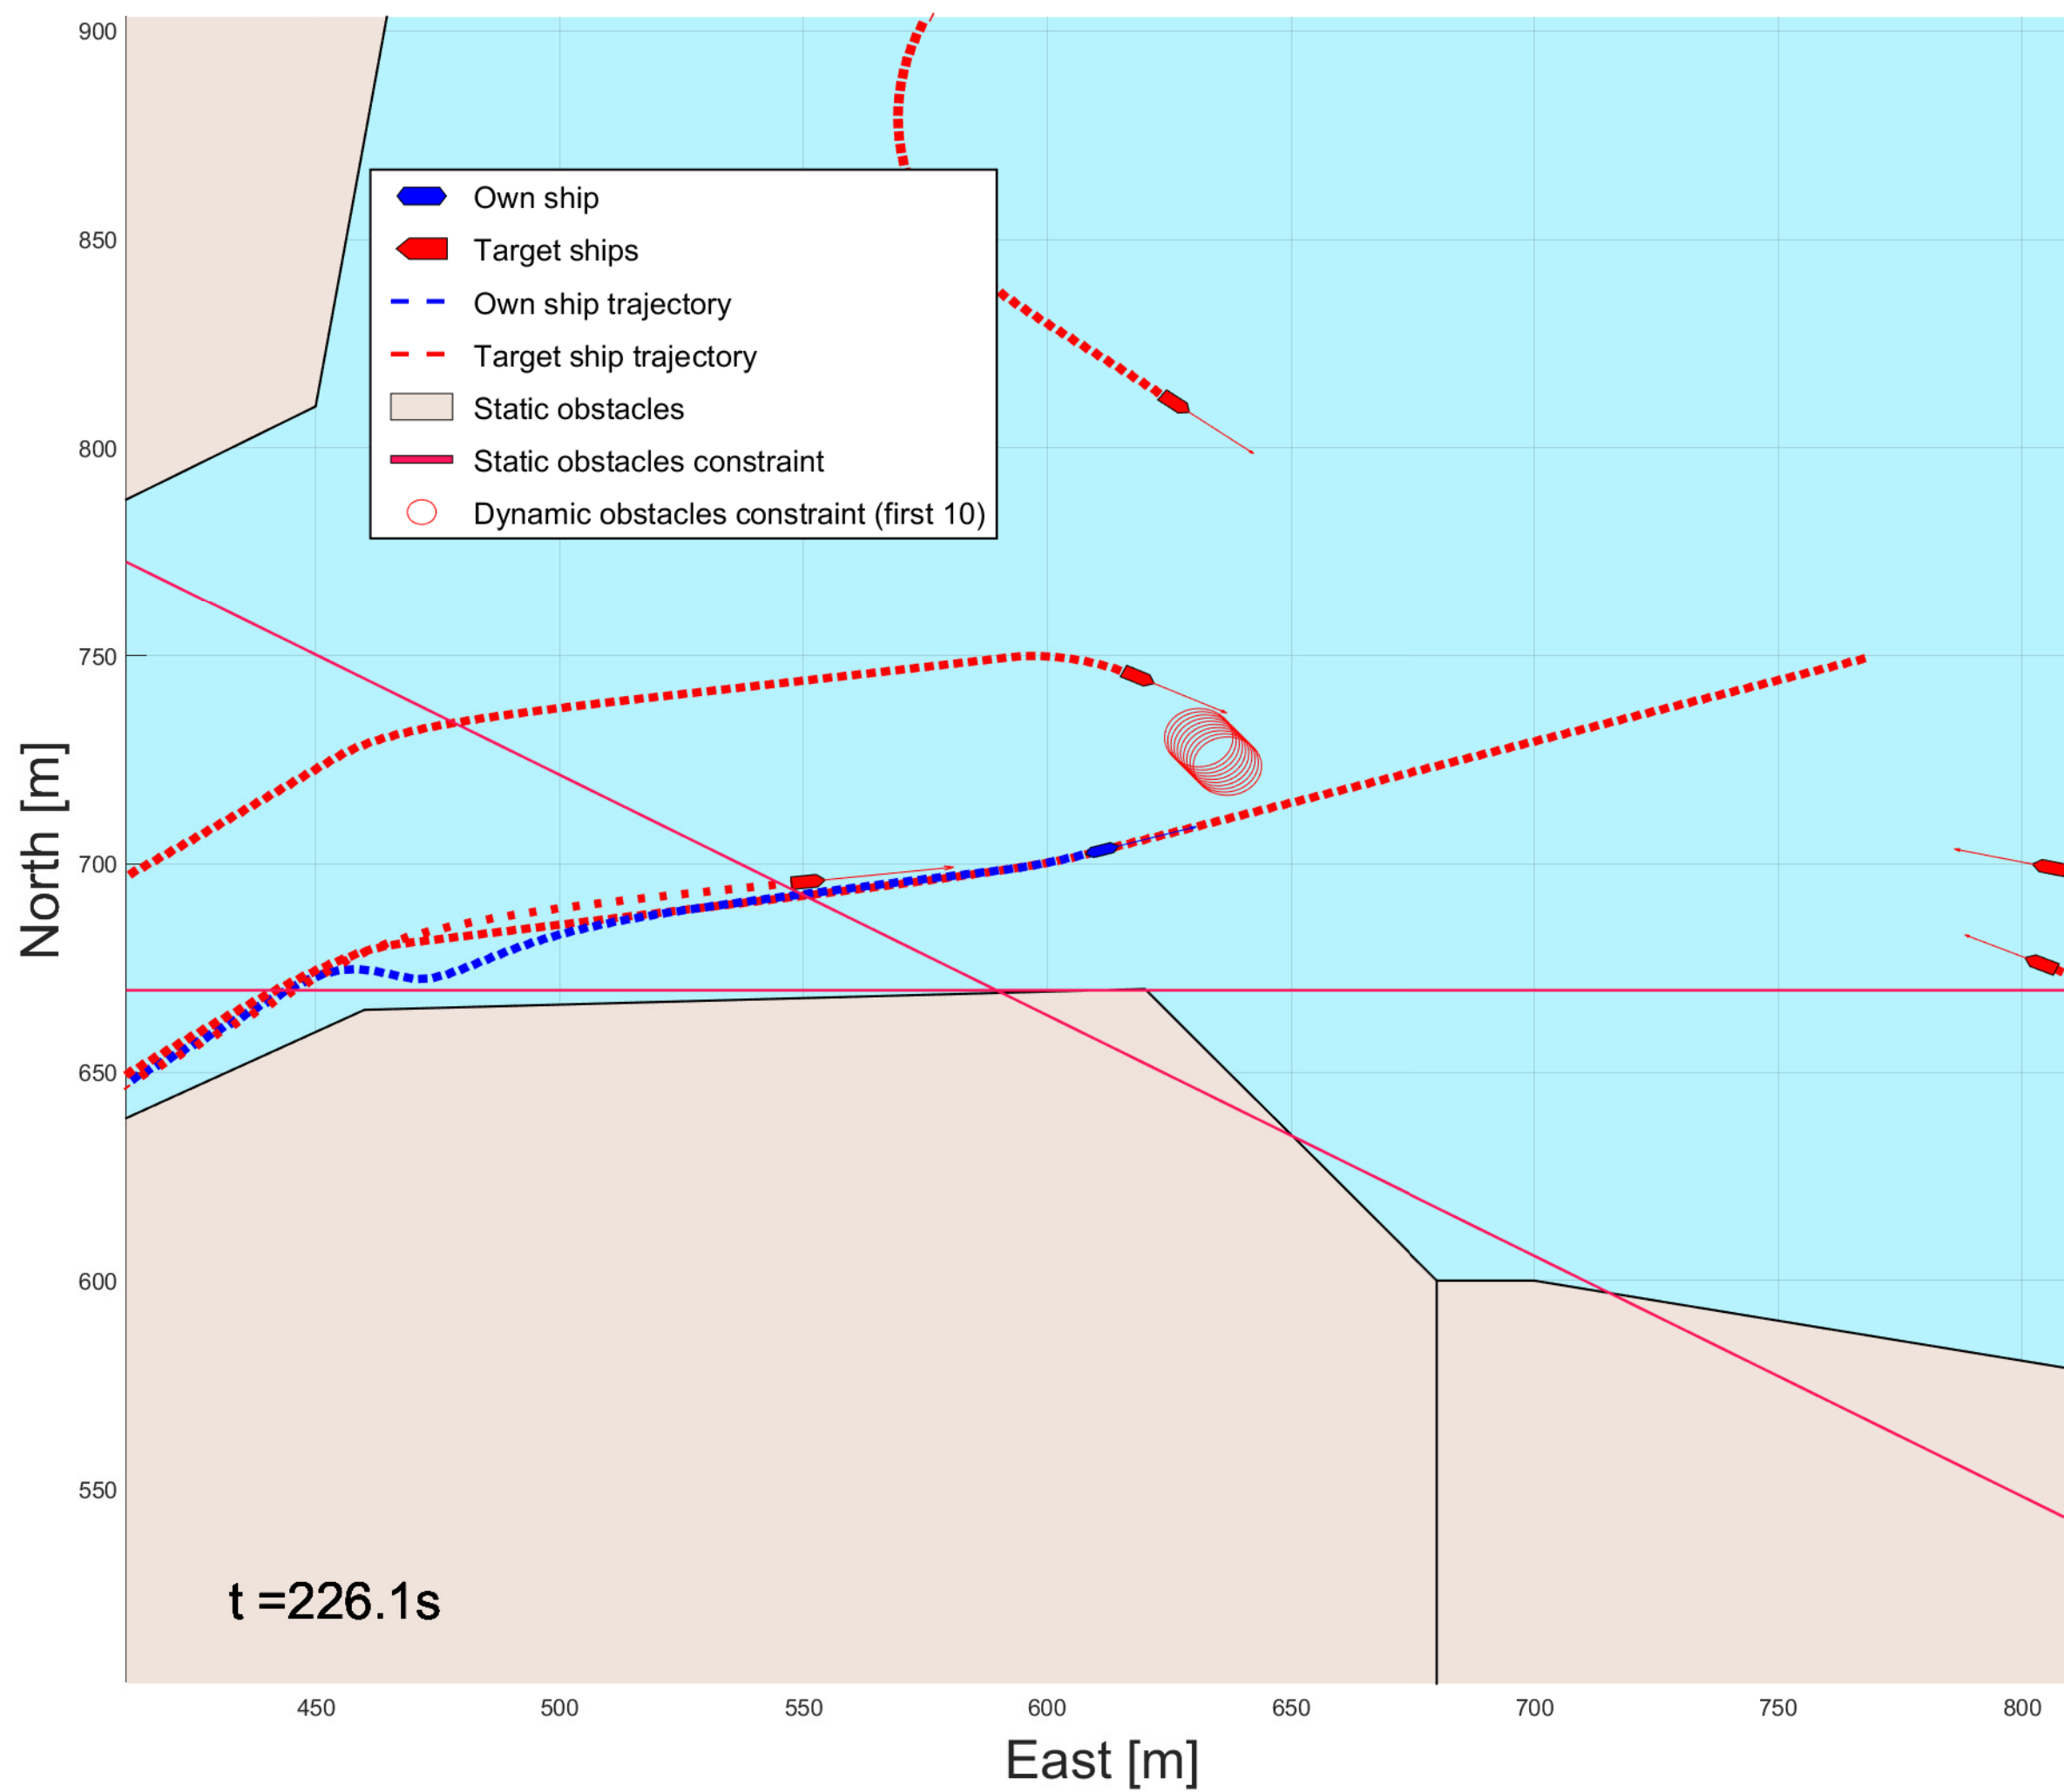 900
850
800
750
700
650
600
550
North [m]
Own ship
Target ships
Own ship trajectory
Target ship trajectory
Static obstacles
Static obstacles constraint
Dynamic obstacles constraint (first 10)
t =226.1s
450 500 550 600 650 700 750 800
East [m]